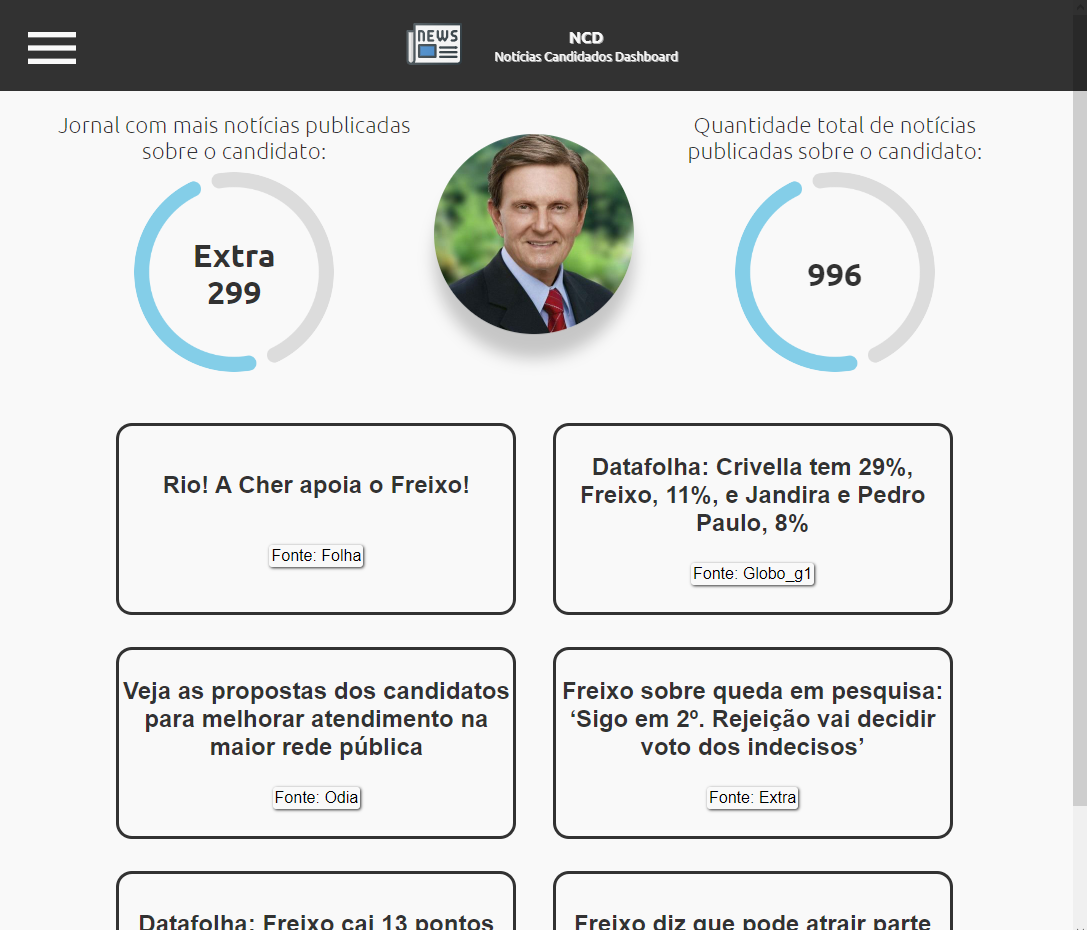 NEWS
NCD
Notícias Candidados Dashboard
Jornal com mais notícias publicadas
sobre o candidato:
Extra
299
Quantidade total de notícias
publicadas sobre o candidato:
996
Rio! A Cher apoia o Freixo!
Fonte: Folha
Datafolha: Crivella tem 29%,
Freixo, 11%, e Jandira e Pedro
Paulo, 8%
Fonte: Globo_g1
Veja as propostas dos candidatos
para melhorar atendimento na
maior rede pública
Fonte: Odia
Freixo sobre queda em pesquisa:
‘Sigo em 2º. Rejeição vai decidir
voto dos indecisos’
Fonte: Extra
Datafolha: Freixo cai 13 pontos
Freixo diz que pode atrair parte